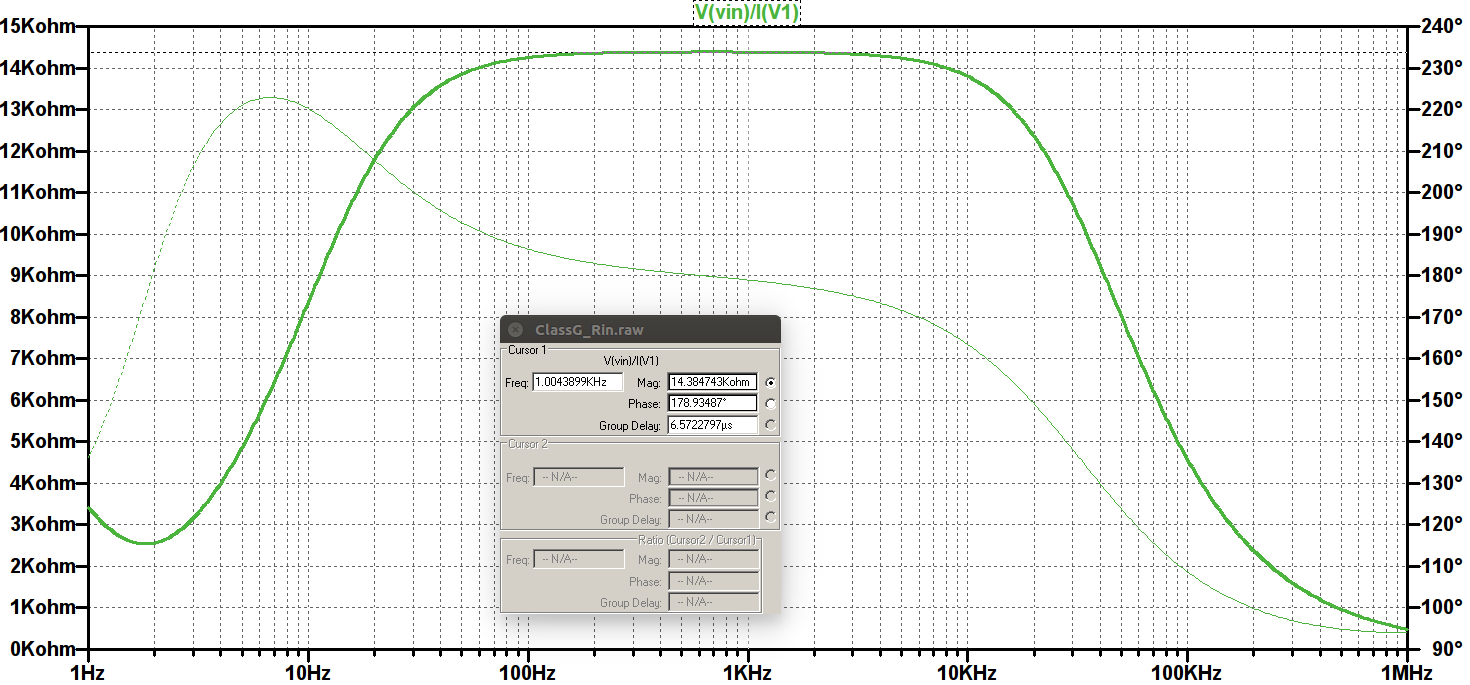 V(vin)/I(V1)
15Kohm 240°
14Kohm 230°
13Kohm 220°
12Kohm 210°
11Kohm 200°
10Kohm 190°
9Kohm 180°
8Kohm 170°
7Kohm 160°
6Kohm 150°
5Kohm 140°
4Kohm 130°
3Kohm 120°
2Kohm 110°
1Kohm 100°
0Kohm 90°
1Hz 10Hz 100Hz 1KHz 10KHz 100KHz 1MHz
ClassG_Rin.raw
Cursor 1
V(vin)/I(V1)
Freq: 1.0043899KHz Mag: 14.384743Kohm
Phase: 178.93487°
Group Delay: 6.5722797µs
Cursor 2
Freq: -- N/A-- Mag: -- N/A--
Phase: -- N/A--
Group Delay: -- N/A--
Ratio (Cursor2 / Cursor1)
Freq: -- N/A-- Mag: -- N/A--
Phase: -- N/A--
Group Delay: -- N/A--